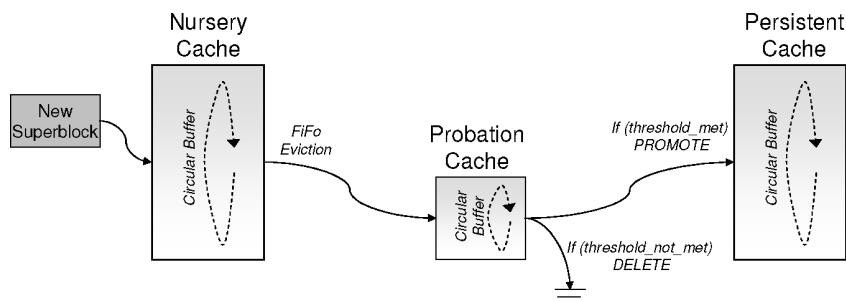 Nursery
Cache
New
Superblock
Circular Buffer
FiFo
Eviction
Probation
Cache
Circular
Buffer
If (threshold_met)
PROMOTE
If (threshold_not_met)
DELETE
Persistent
Cache
Circular Buffer